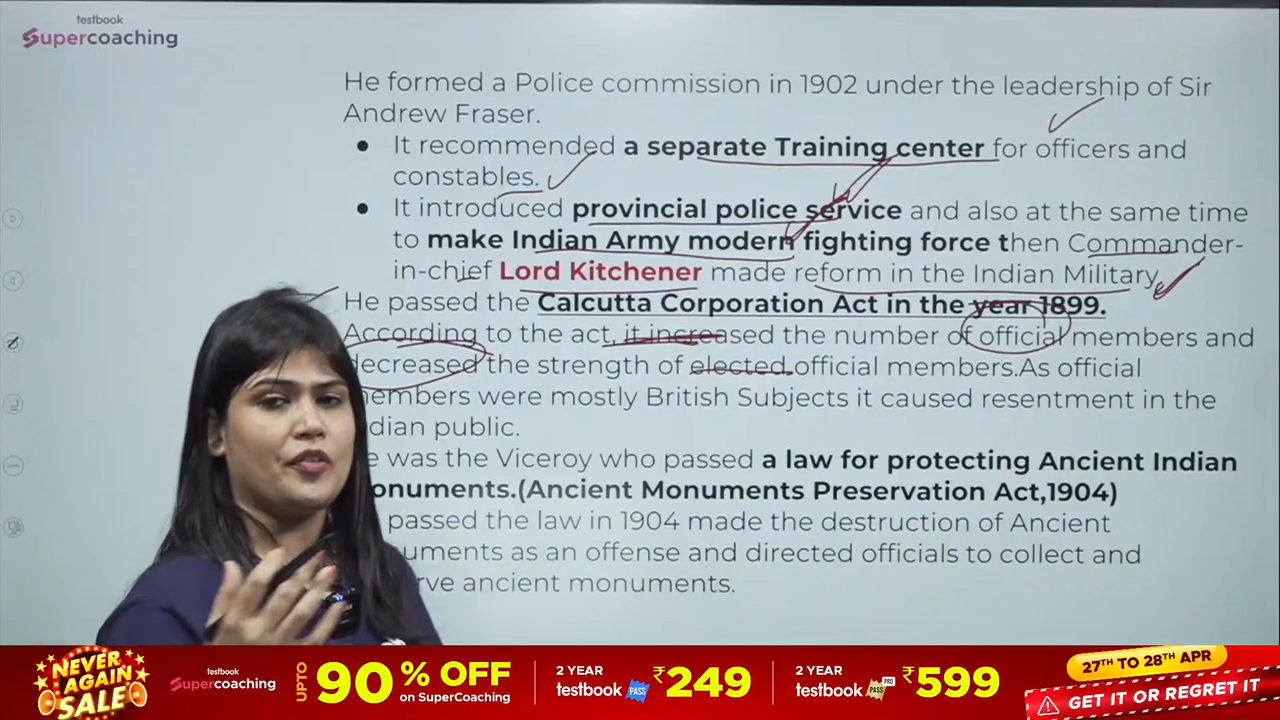 testbook
Supercoaching
He formed a Police commission in 1902 under the leadership of Sir
Andrew Fraser.
● It recommended a separate Training center for officers and
constables.
● It introduced provincial police service and also at the same time
to make Indian Army modern fighting force then Commander-
in-chief Lord Kitchener made reform in the Indian Military
He passed the Calcutta Corporation Act in the year 1899.
According to the act, it increased the number of official members and
decreased the strength of elected official members.As official
members were mostly British Subjects it caused resentment in the
dian public.
e was the Viceroy who passed a law for protecting Ancient Indian
onuments.(Ancient Monuments Preservation Act,1904)
passed the law in 1904 made the destruction of Ancient
uments as an offense and directed officials to collect and
rve ancient monuments.
NEVER
AGAIN
SALE
testbook
Supercoaching
UPTO
90% OFF
on SuperCoaching
2 YEAR
testbook PASS
₹249
2 YEAR
testbook PASS PRO
₹599
27TH TO 28TH APR
GET IT OR REGRET IT